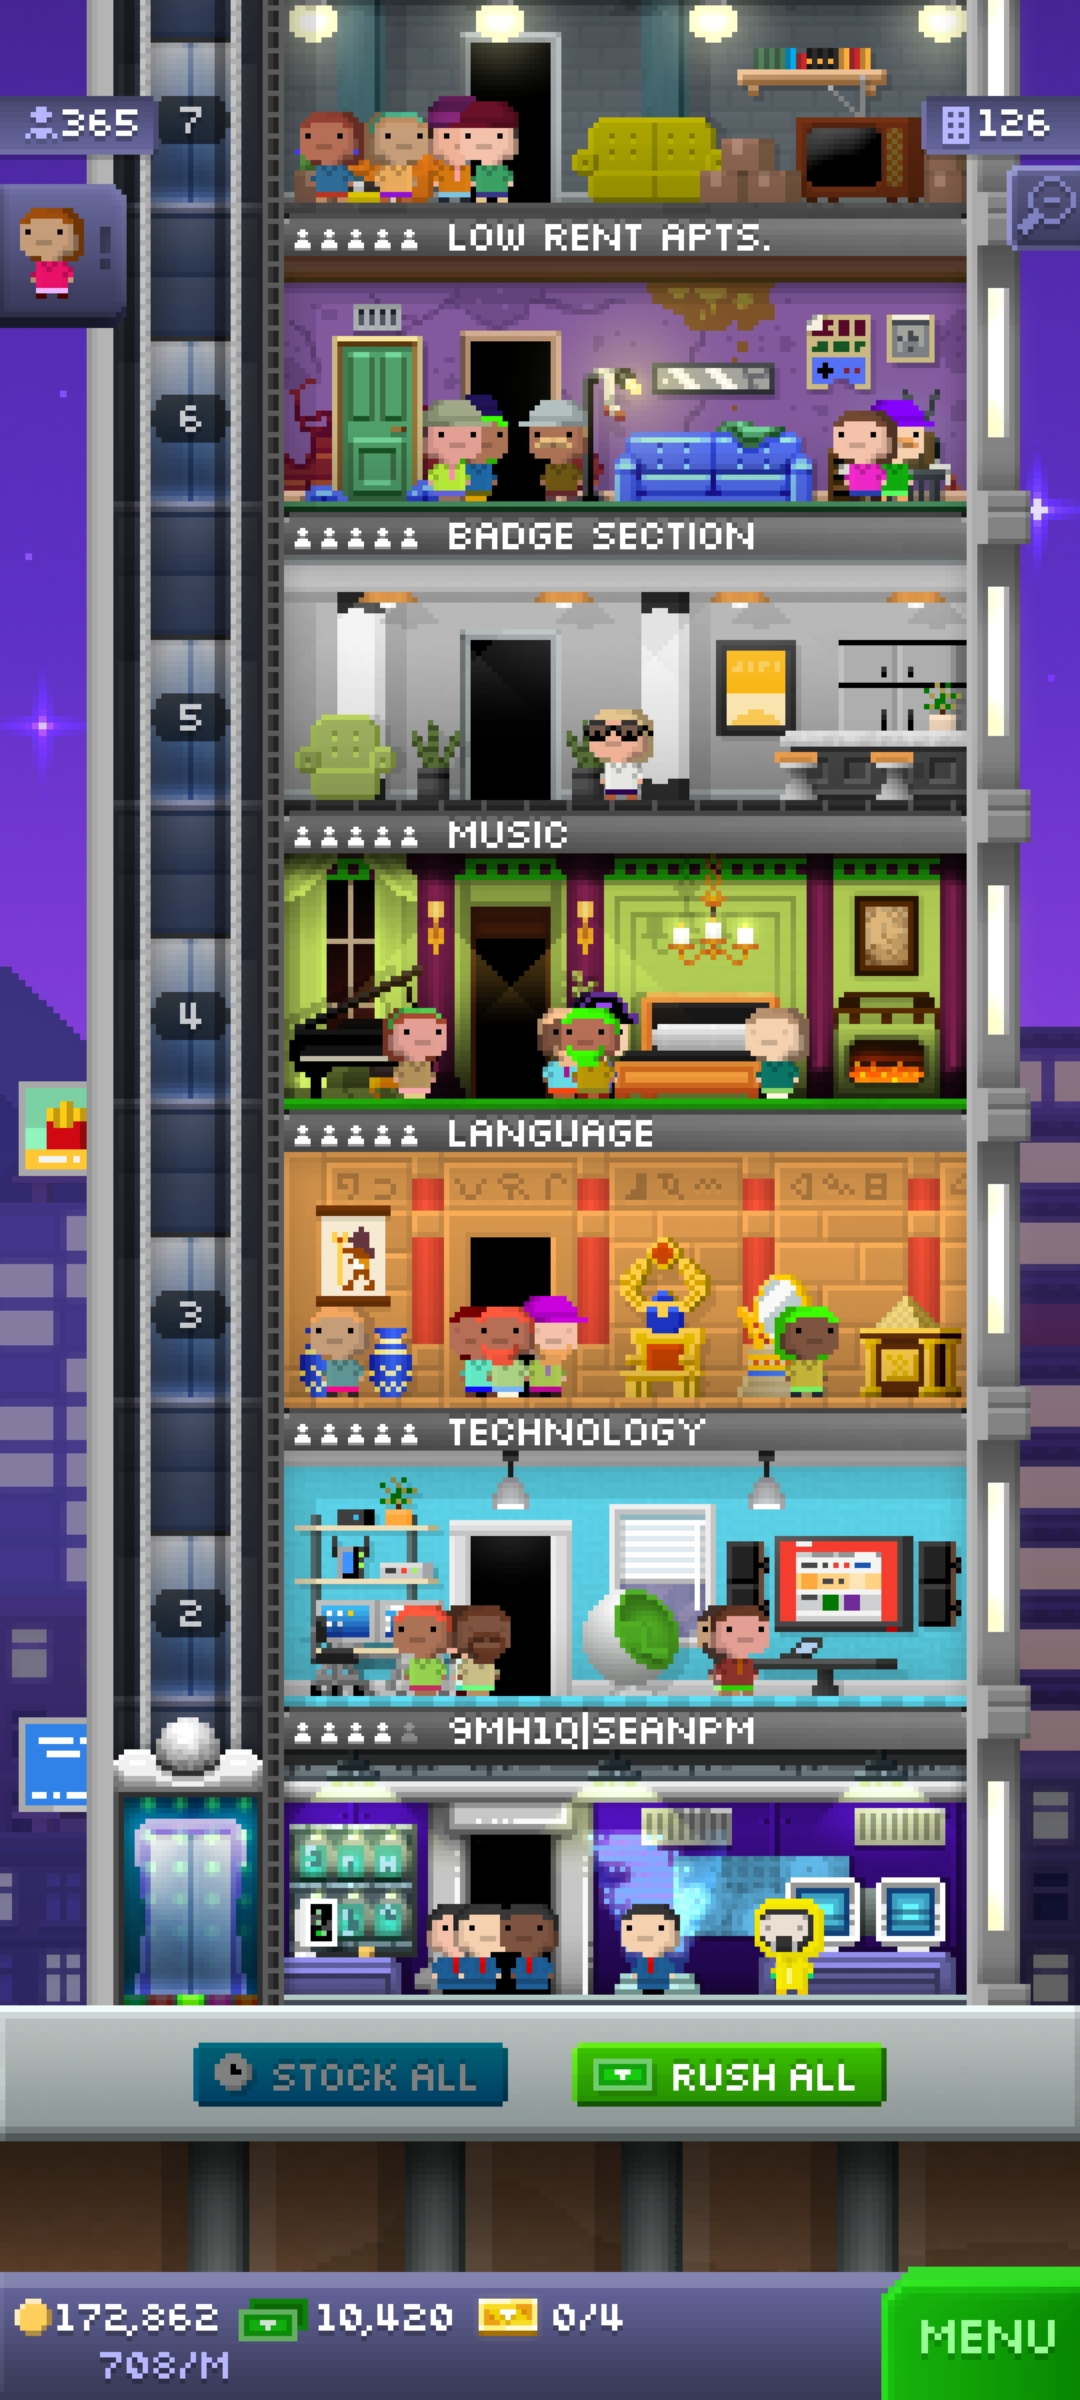 7
365
126
!
LOW RENT APTS.
6
BADGE SECTION
5
MUSIC
4
LANGUAGE
3
TECHNOLOGY
2
9MH1Q|SEANPM
STOCK ALL
RUSH ALL
172,862
10,420
0/4
708/M
MENU